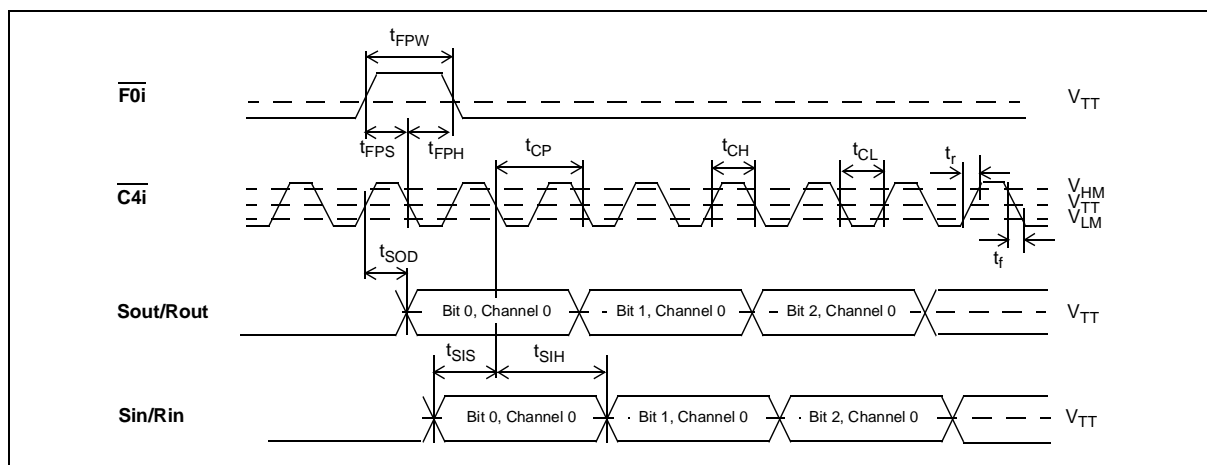 tFPW
F0i
VTT
tFPS
tFPH
tCP
tCH
tCL
tr
C4i
VHM
VTT
VLM
tf
tSOD
Sout/Rout
Bit 0, Channel 0
Bit 1, Channel 0
Bit 2, Channel 0
VTT
tSIS
tSIH
Sin/Rin
Bit 0, Channel 0
Bit 1, Channel 0
Bit 2, Channel 0
VTT